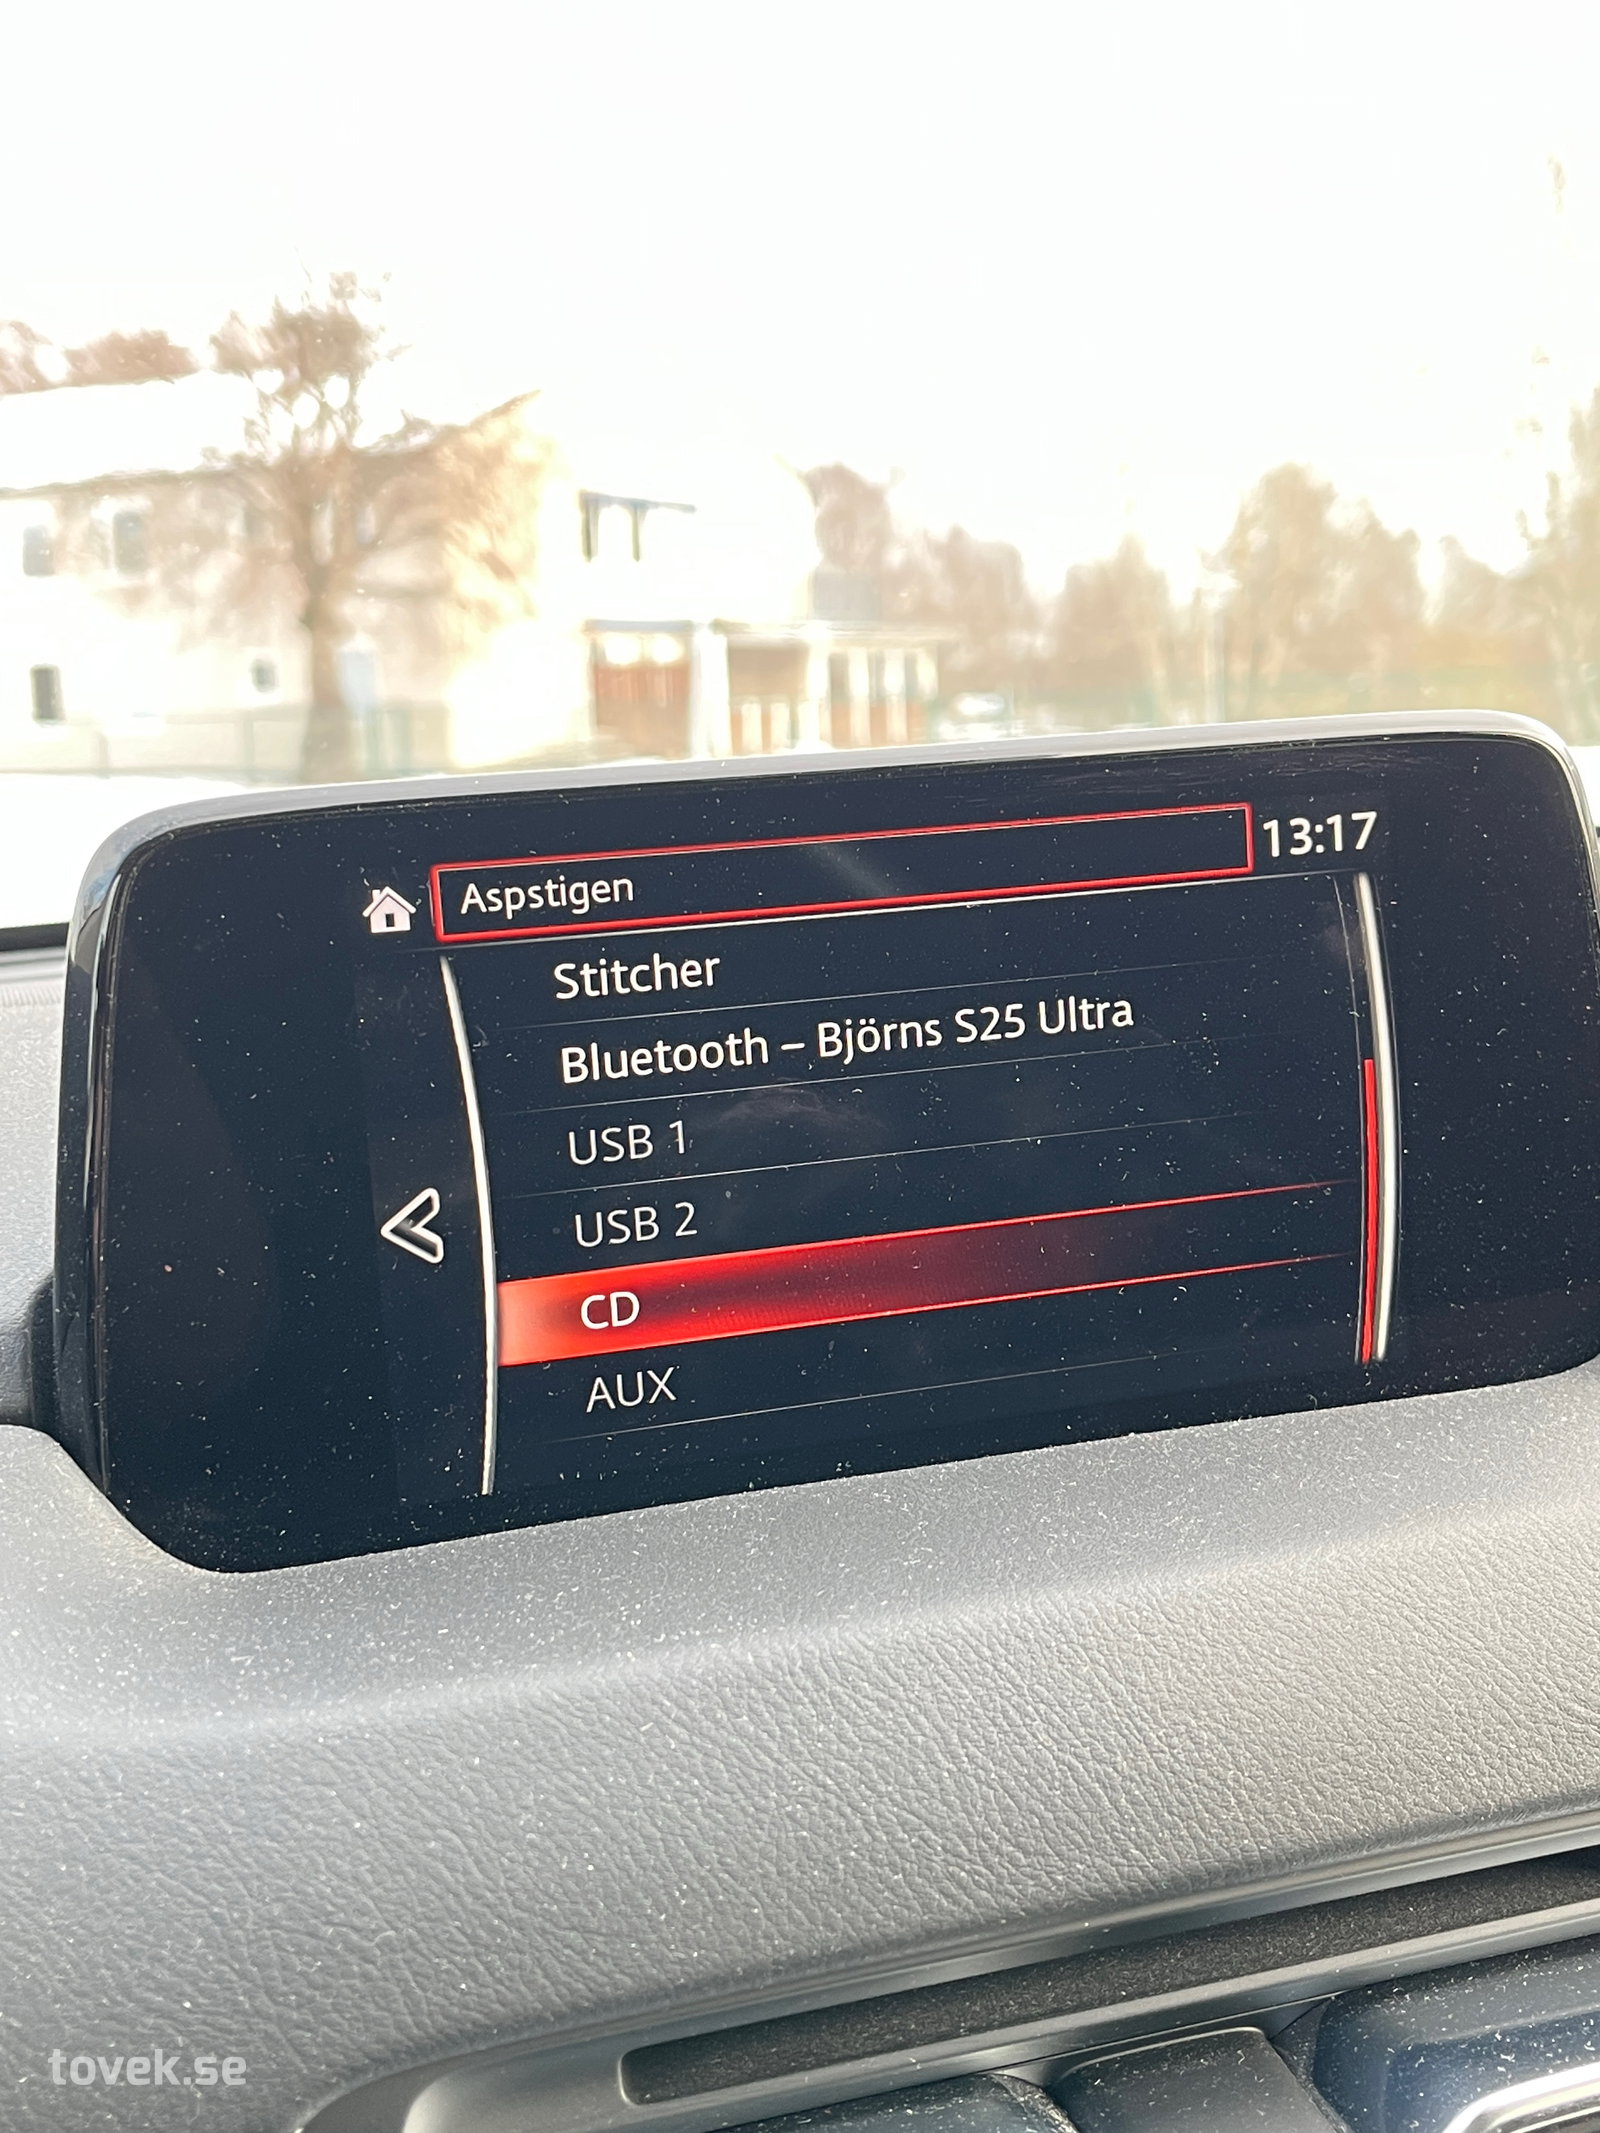 Aspstigen
13:17
Stitcher
Bluetooth – Björns S25 Ultra
USB 1
USB 2
CD
AUX
tovek.se